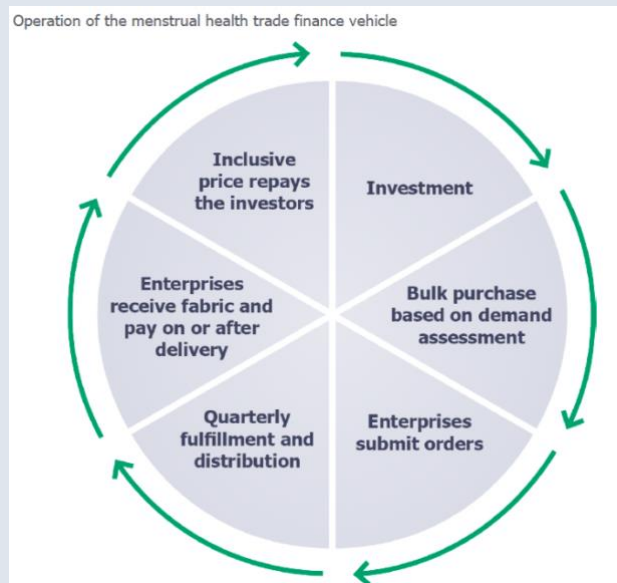 Operation of the menstrual health trade finance vehicle
Investment
Bulk purchase
based on demand
assessment
Enterprises
submit orders
Quarterly
fulfillment and
distribution
Enterprises
receive fabric and
pay on or after
delivery
Inclusive
price repays
the investors